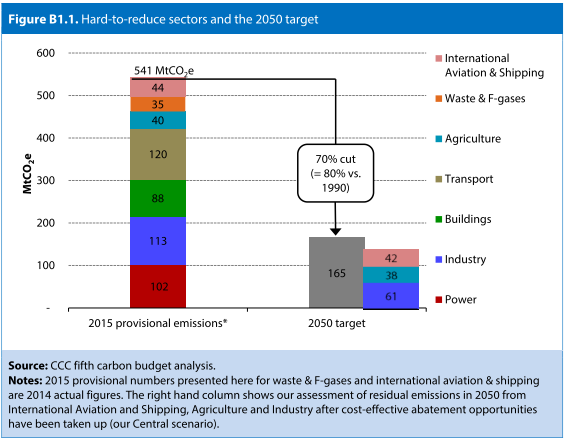 Figure B1.1. Hard-to-reduce sectors and the 2050 target
600
500
400
300
200
100
-
MtCO2e
541 MtCO2e
44
35
40
120
88
113
102
70% cut
(= 80% vs.
1990)
165
42
38
61
2015 provisional emissions*
2050 target
International
Aviation & Shipping
Waste & F-gases
Agriculture
Transport
Buildings
Industry
Power
Source: CCC fifth carbon budget analysis.
Notes: 2015 provisional numbers presented here for waste & F-gases and international aviation & shipping
are 2014 actual figures. The right hand column shows our assessment of residual emissions in 2050 from
International Aviation and Shipping, Agriculture and Industry after cost-effective abatement opportunities
have been taken up (our Central scenario).